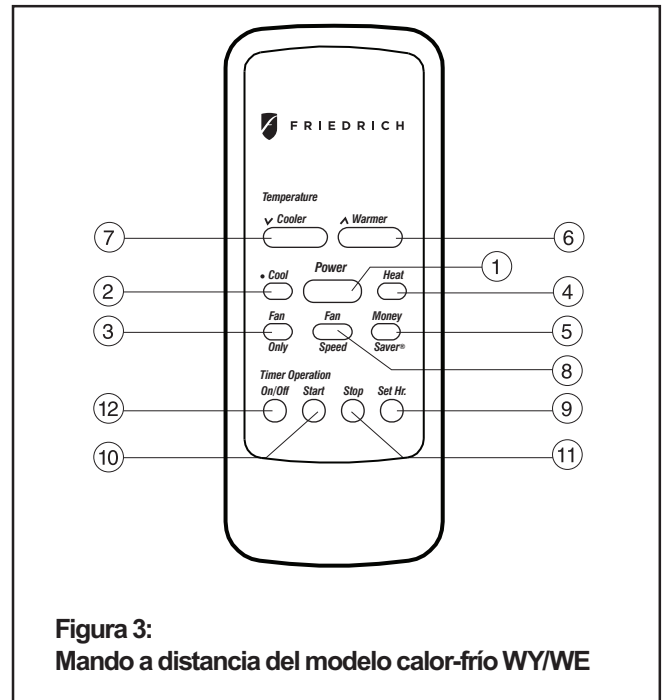 FRIEDRICH
Temperature
Cooler Warmer
7
6
Power
1
• Cool
Heat
2
4
Fan Only
Fan Speed
Money Saver®
3
5
8
Timer Operation
On/Off Start Stop Set Hr.
12
9
10
11
Figura 3:
Mando a distancia del modelo calor-frío WY/WE